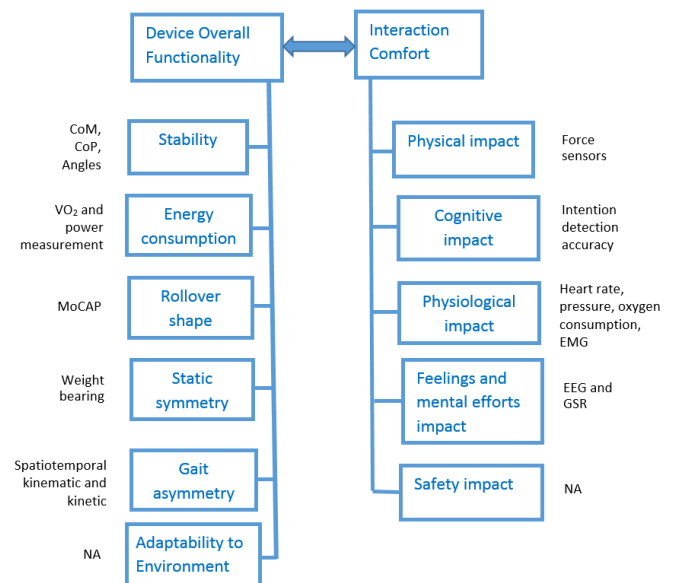 Device Overall
Functionality
Interaction
Comfort
CoM,
CoP,
Angles
Stability
Physical impact
Force
sensors
VO₂ and
power
measurement
Energy
consumption
Cognitive
impact
Intention
detection
accuracy
MoCAP
Rollover
shape
Physiological
impact
Heart rate,
pressure, oxygen
consumption,
EMG
Weight
bearing
Static
symmetry
Feelings and
mental efforts
impact
EEG and
GSR
Spatiotemporal
kinematic and
kinetic
Gait
asymmetry
Safety impact
NA
NA
Adaptability to
Environment